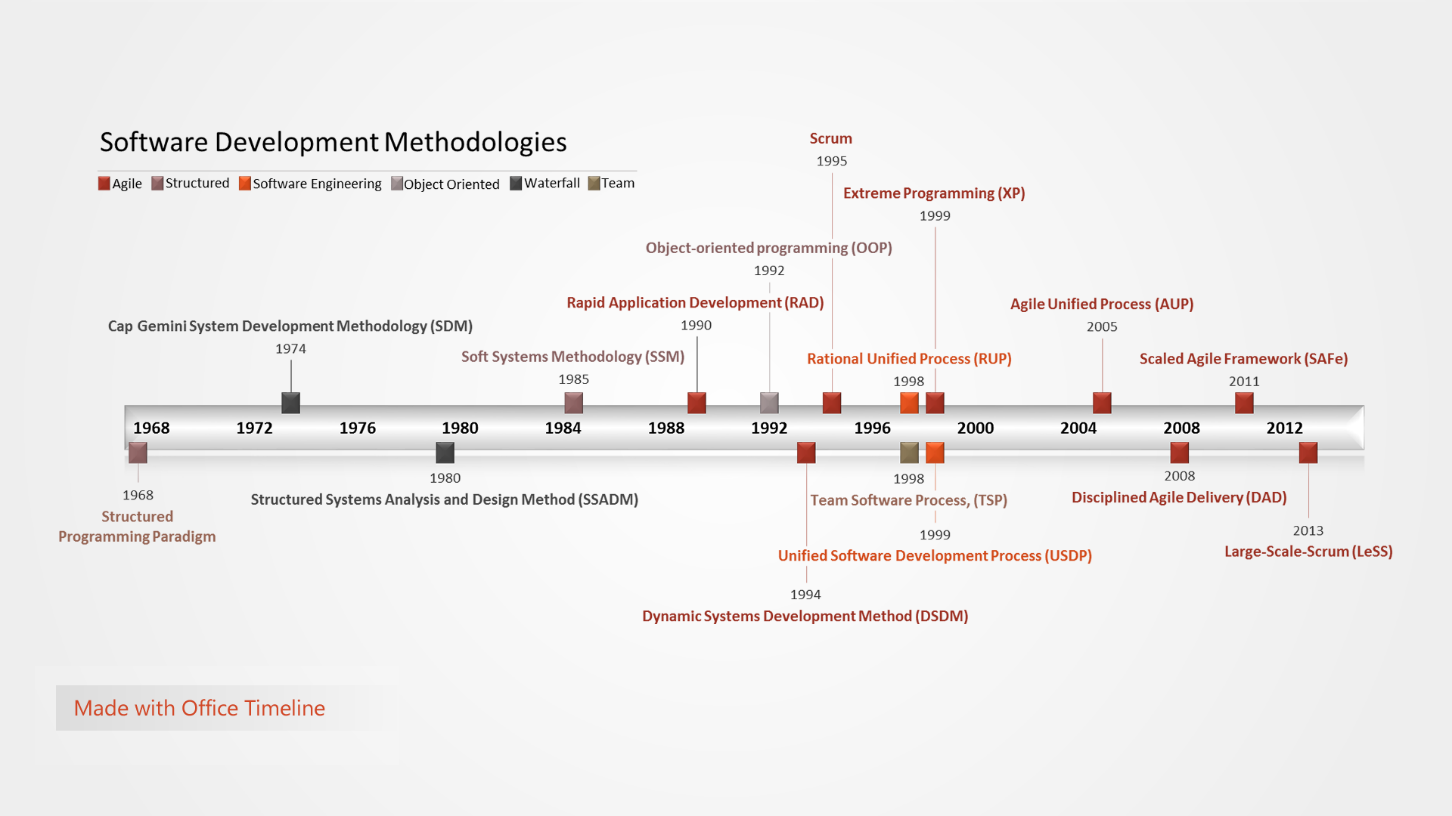 Software Development Methodologies
Agile Structured Software Engineering Object Oriented Waterfall Team
Scrum
1995
Extreme Programming (XP)
1999
Object-oriented programming (OOP)
1992
Rapid Application Development (RAD)
1990
Agile Unified Process (AUP)
2005
Cap Gemini System Development Methodology (SDM)
1974
Soft Systems Methodology (SSM)
1985
Rational Unified Process (RUP)
1998
Scaled Agile Framework (SAFe)
2011
1968 1972 1976 1980 1984 1988 1992 1996 2000 2004 2008 2012
1968
Structured
Programming Paradigm
1980
Structured Systems Analysis and Design Method (SSADM)
1998
Team Software Process, (TSP)
2008
Disciplined Agile Delivery (DAD)
1999
Unified Software Development Process (USDP)
2013
Large-Scale-Scrum (LeSS)
1994
Dynamic Systems Development Method (DSDM)
Made with Office Timeline